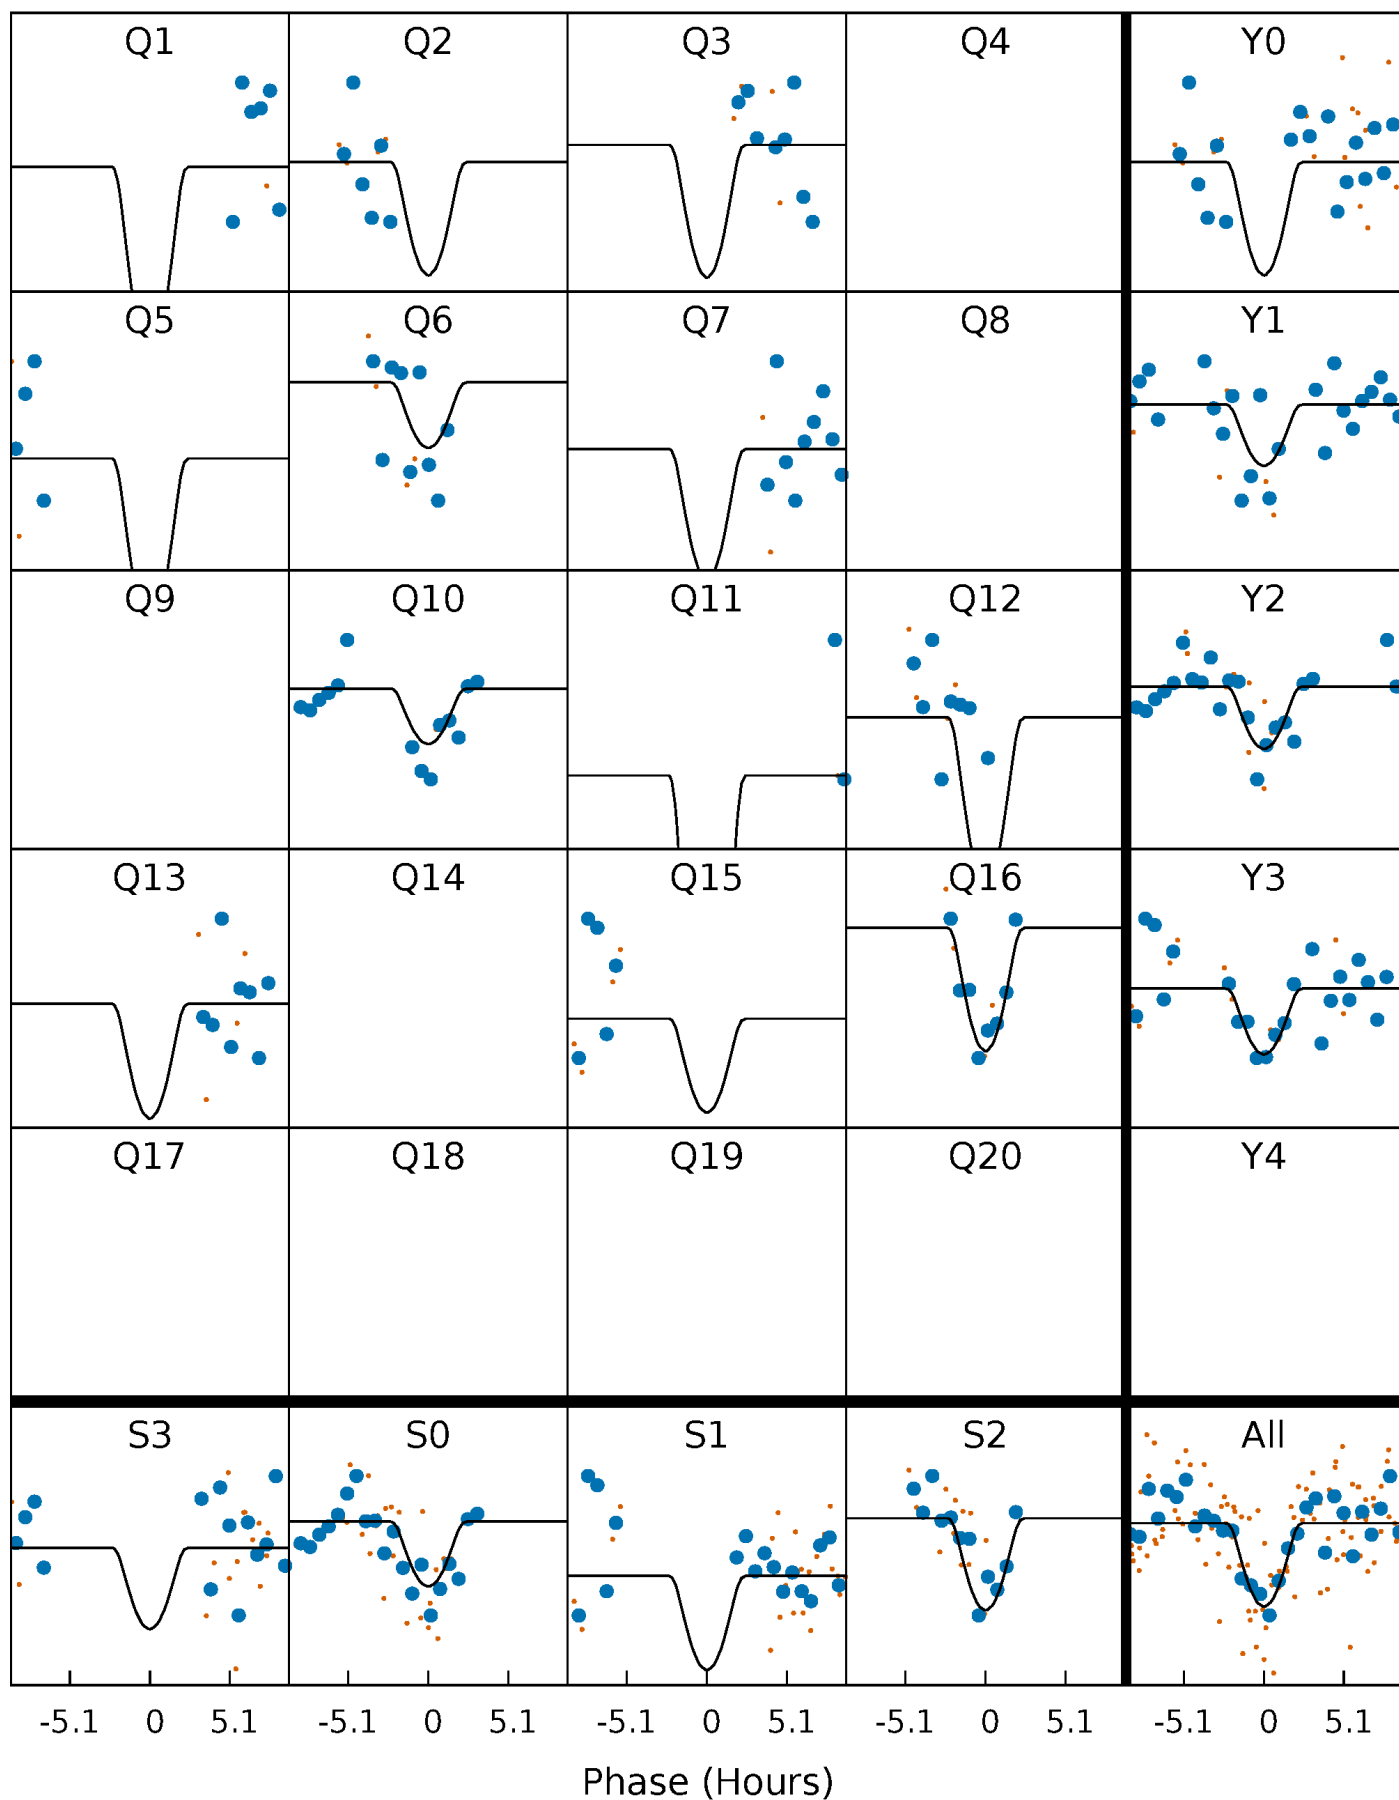 Q1 Q2 Q3 Q4 Y0
Q5 Q6 Q7 Q8 Y1
Q9 Q10 Q11 Q12 Y2
Q13 Q14 Q15 Q16 Y3
Q17 Q18 Q19 Q20 Y4
S3 S0 S1 S2 All
-5.1 0 5.1 -5.1 0 5.1 -5.1 0 5.1 -5.1 0 5.1 -5.1 0 5.1
Phase (Hours)